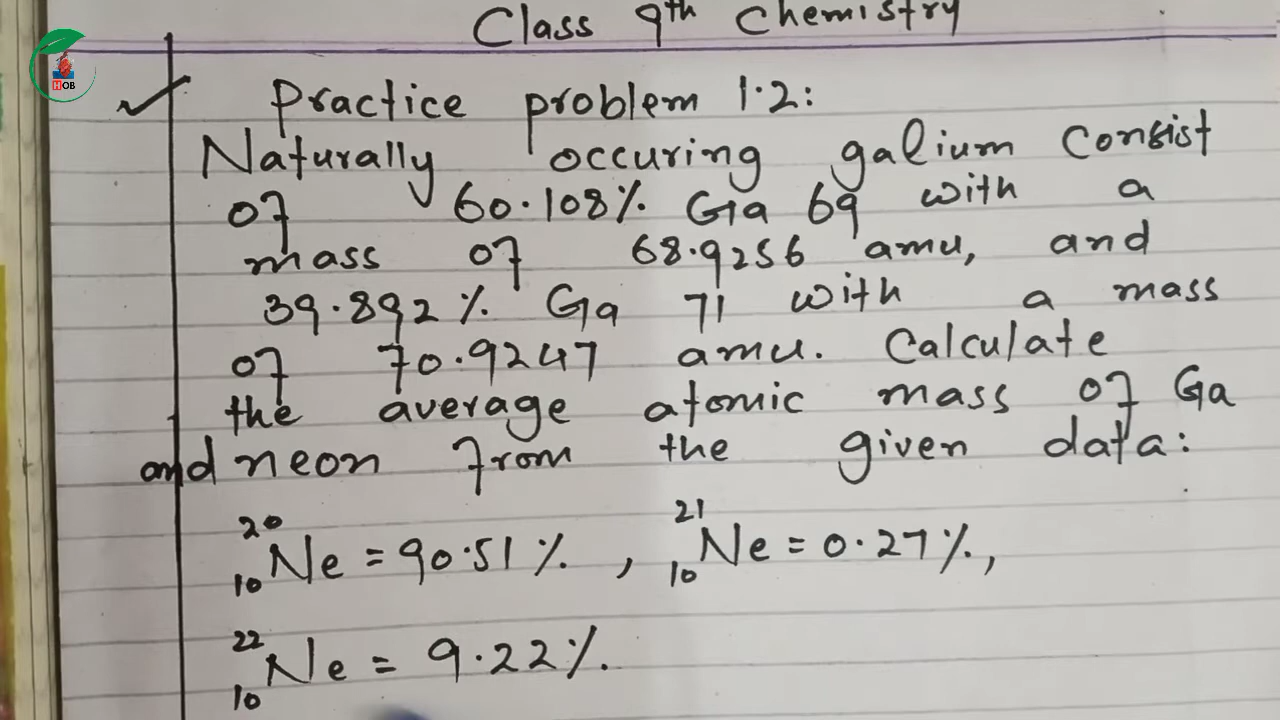 Class 9th Chemistry
HOB
Practice problem 1.2:
Naturally occuring galium consist
of 60.108% Ga 69 with a
mass of 68.9256 amu, and
39.892% Ga 71 with a mass
of 70.9247 amu. Calculate
the average atomic mass of Ga
and neon from the given data:
²⁰₁₀Ne = 90.51%, ²¹₁₀Ne = 0.27%,
²²₁₀Ne = 9.22%.